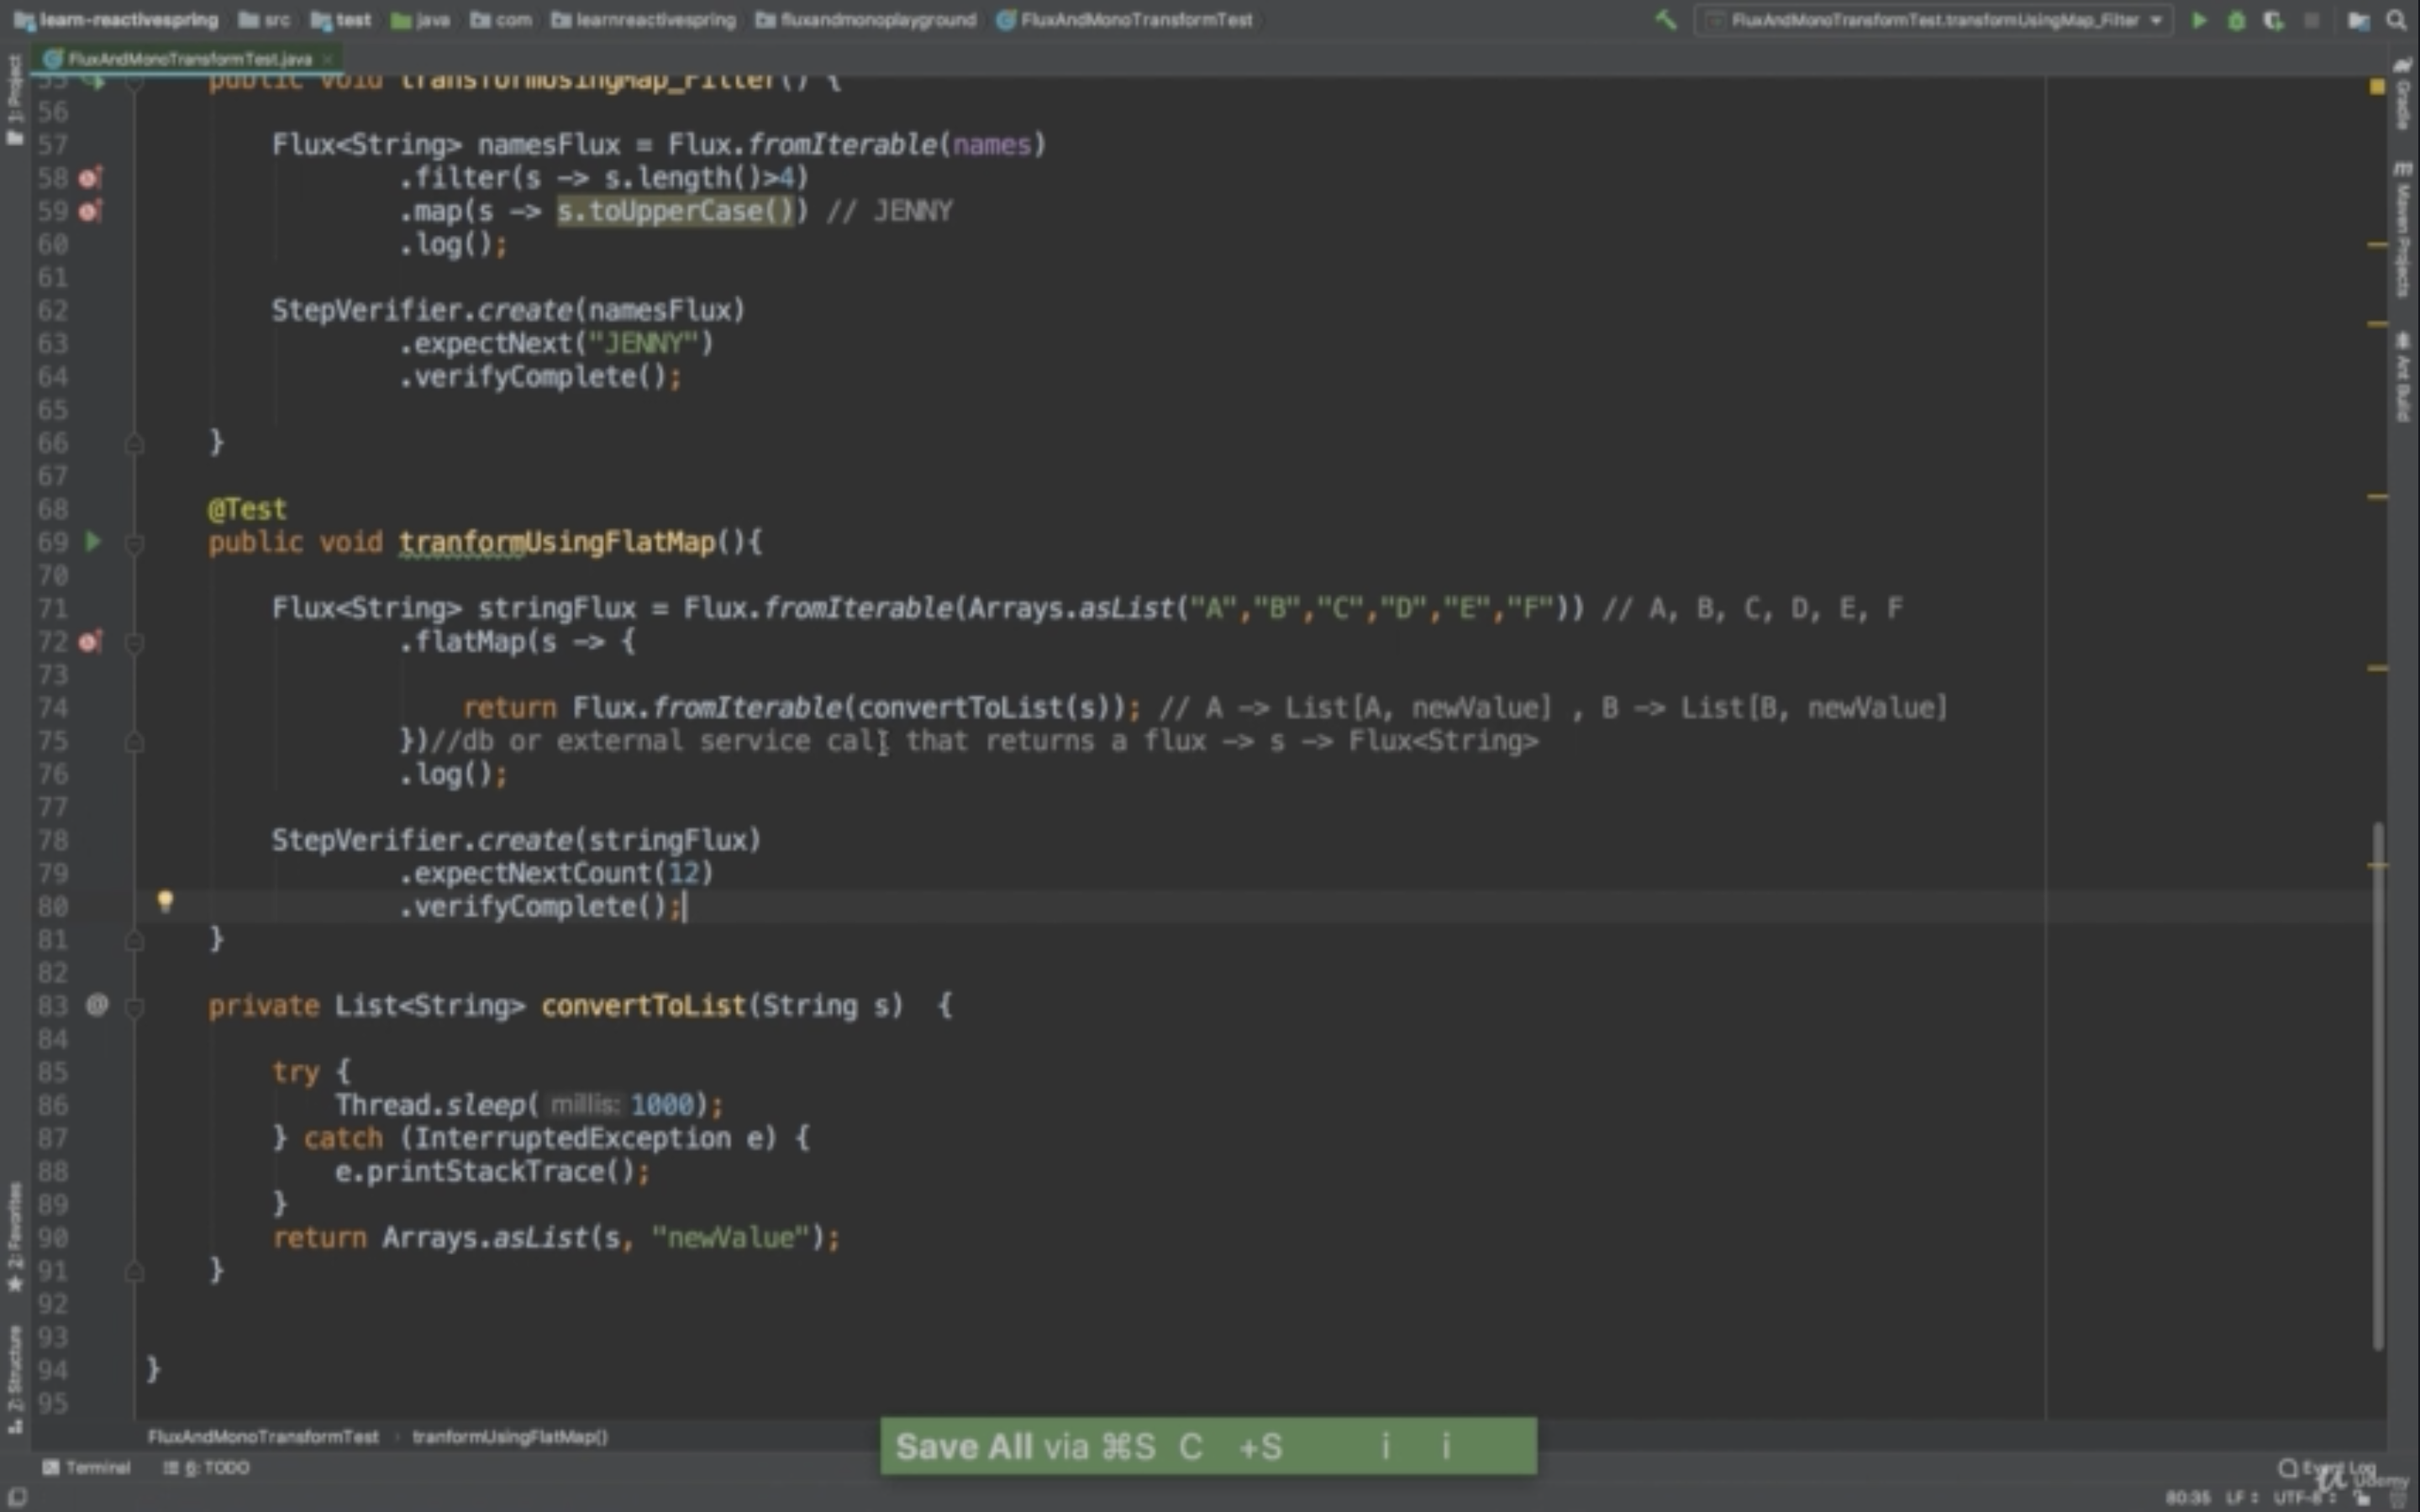 learn-reactivespring src test java com learnreactivespring fluxandmonoplayground FluxAndMonoTransformTest FluxAndMonoTransformTest.transformUsingMap_Filter
FluxAndMonoTransformTest.java
1: Project
Gradle
Maven Projects
Ant Build
55 public void transformUsingMap_Filter() {
56
57 Flux<String> namesFlux = Flux.fromIterable(names)
58 .filter(s -> s.length()>4)
59 .map(s -> s.toUpperCase()) // JENNY
60 .log();
61
62 StepVerifier.create(namesFlux)
63 .expectNext("JENNY")
64 .verifyComplete();
65
66 }
67
68 @Test
69 public void tranformUsingFlatMap(){
70
71 Flux<String> stringFlux = Flux.fromIterable(Arrays.asList("A","B","C","D","E","F")) // A, B, C, D, E, F
72 .flatMap(s -> {
73
74 return Flux.fromIterable(convertToList(s)); // A -> List[A, newValue] , B -> List[B, newValue]
75 })//db or external service call that returns a flux -> s -> Flux<String>
76 .log();
77
78 StepVerifier.create(stringFlux)
79 .expectNextCount(12)
80 .verifyComplete();
81 }
82
83 @ private List<String> convertToList(String s) {
84
85 try {
86 Thread.sleep( millis: 1000);
87 } catch (InterruptedException e) {
88 e.printStackTrace();
89 }
90 return Arrays.asList(s, "newValue");
91 }
92
93
94 }
95
2: Favorites
7: Structure
FluxAndMonoTransformTest › tranformUsingFlatMap()
Save All via ⌘S C +S i i
Terminal 6: TODO
Event Log
Udemy
80:35 LF UTF-8